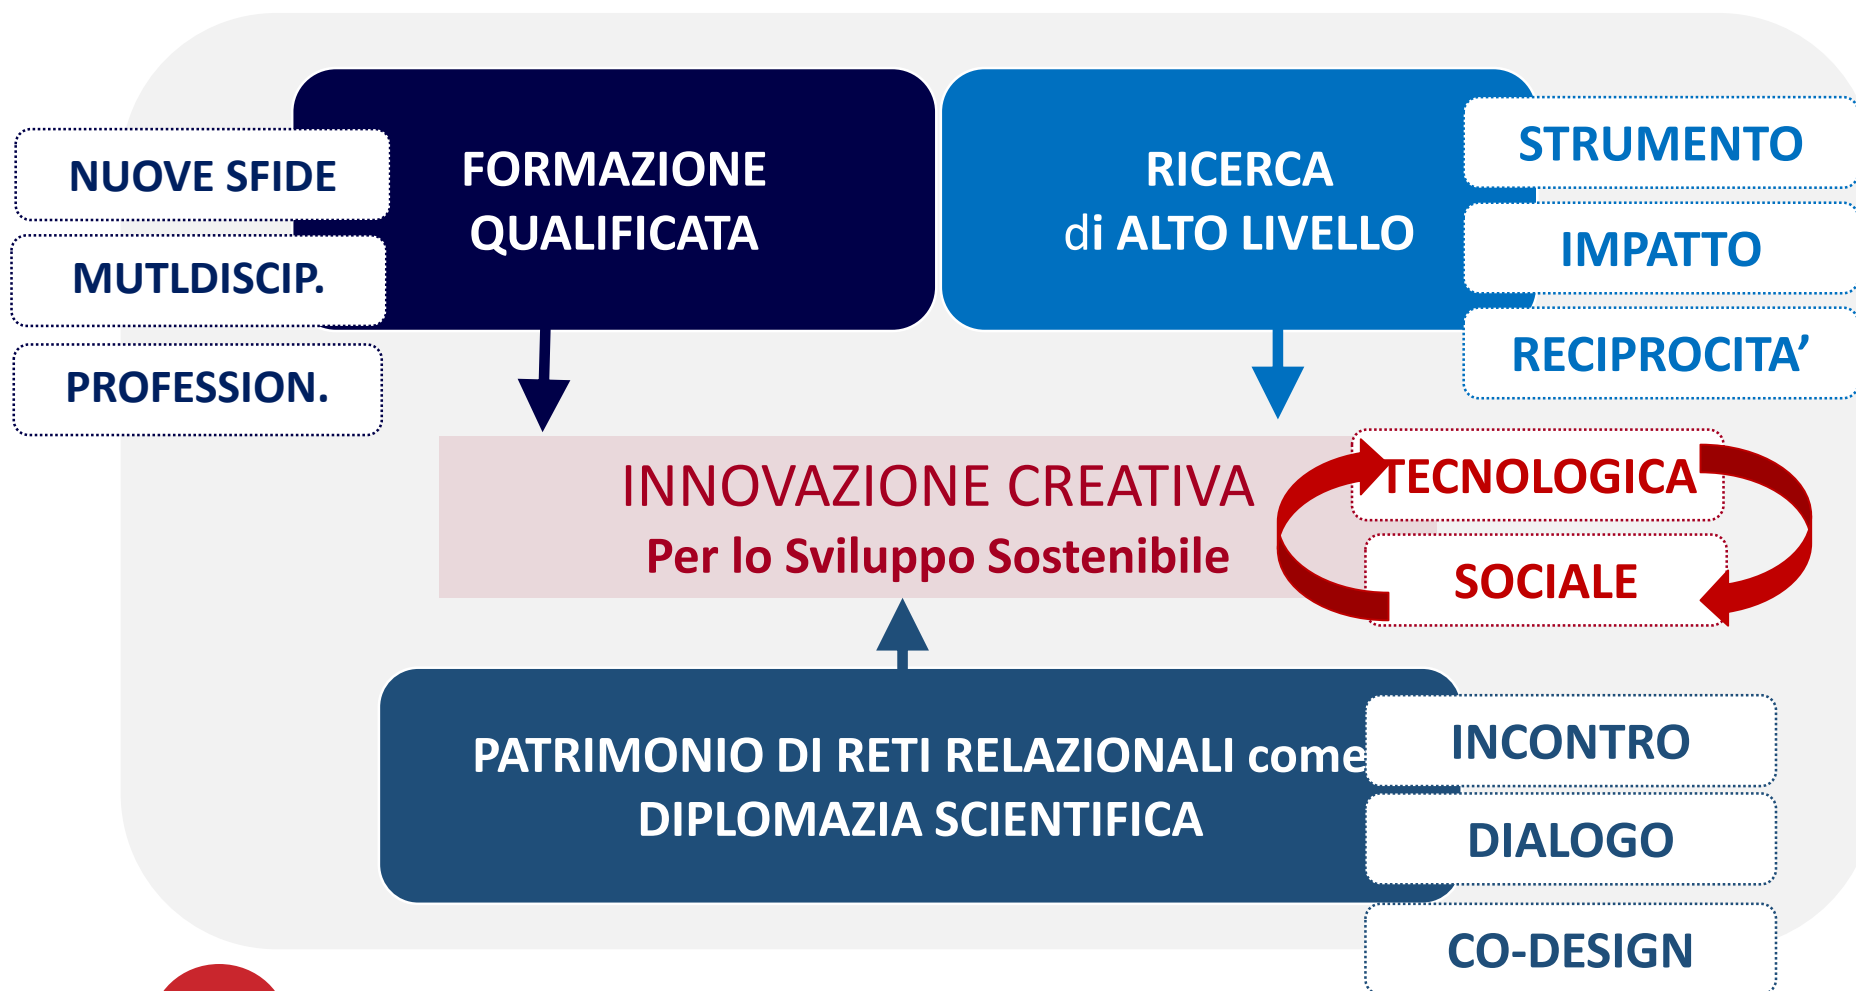 NUOVE SFIDE
MUTLDISCIP.
PROFESSION.
FORMAZIONE
QUALIFICATA
RICERCA
di ALTO LIVELLO
STRUMENTO
IMPATTO
RECIPROCITA’
INNOVAZIONE CREATIVA
Per lo Sviluppo Sostenibile
TECNOLOGICA
SOCIALE
PATRIMONIO DI RETI RELAZIONALI come
DIPLOMAZIA SCIENTIFICA
INCONTRO
DIALOGO
CO-DESIGN